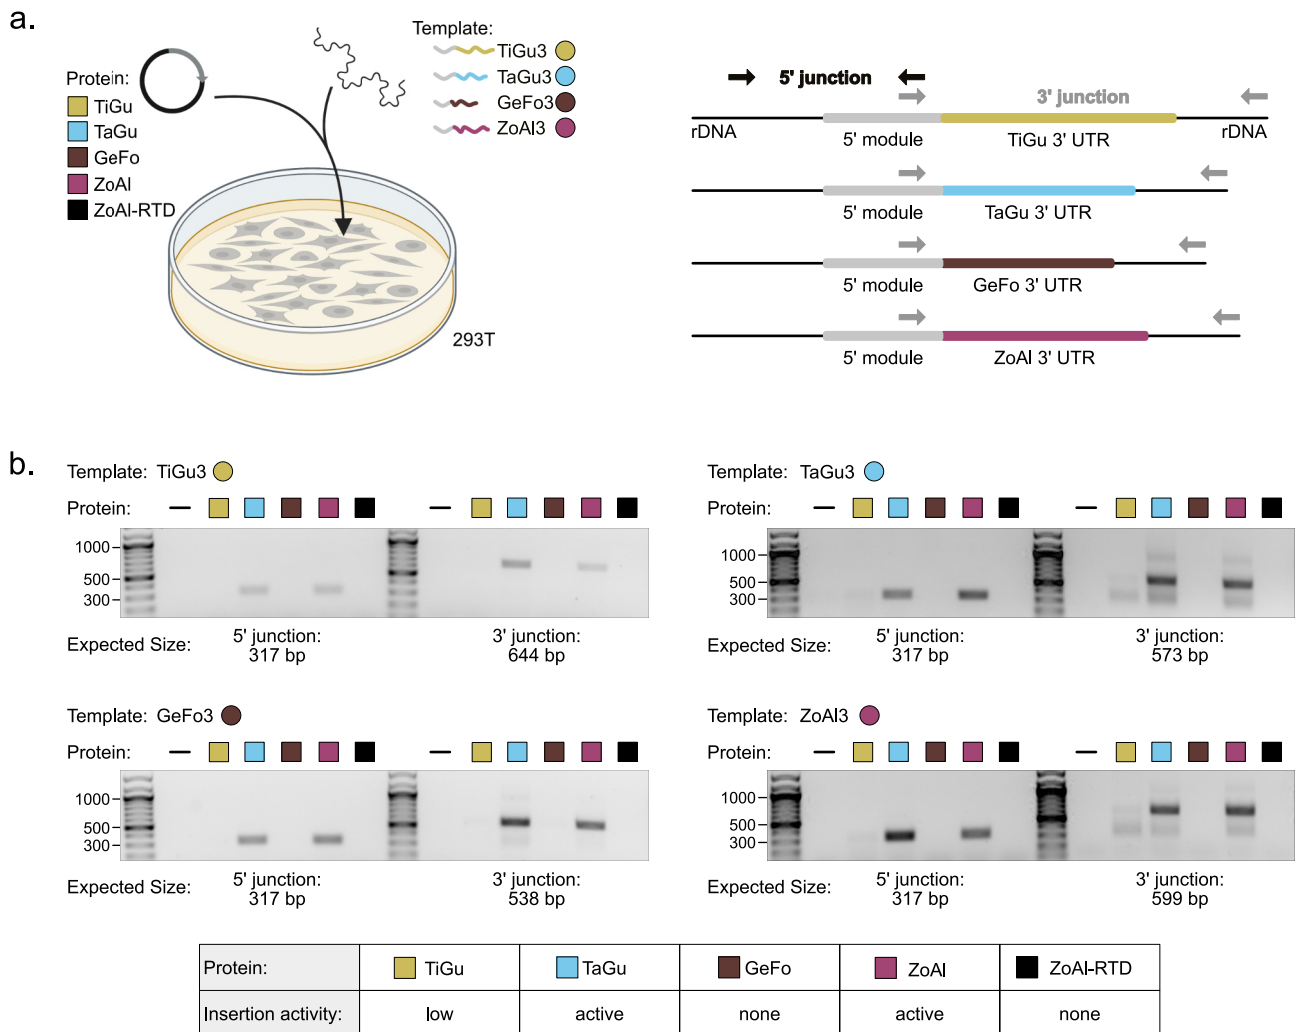 a.
Protein:
TiGu
TaGu
GeFo
ZoAl
ZoAl-RTD
Template:
TiGu3
TaGu3
GeFo3
ZoAl3
293T
5' junction
3' junction
rDNA
rDNA
5' module
TiGu 3' UTR
5' module
TaGu 3' UTR
5' module
GeFo 3' UTR
5' module
ZoAl 3' UTR
b.
Template: TiGu3
Protein:
1000
500
300
Expected Size:
5' junction:
317 bp
3' junction:
644 bp
Template: TaGu3
Protein:
1000
500
300
Expected Size:
5' junction:
317 bp
3' junction:
573 bp
Template: GeFo3
Protein:
1000
500
300
Expected Size:
5' junction:
317 bp
3' junction:
538 bp
Template: ZoAl3
Protein:
1000
500
300
Expected Size:
5' junction:
317 bp
3' junction:
599 bp
Protein: TiGu TaGu GeFo ZoAl ZoAl-RTD
Insertion activity: low active none active none